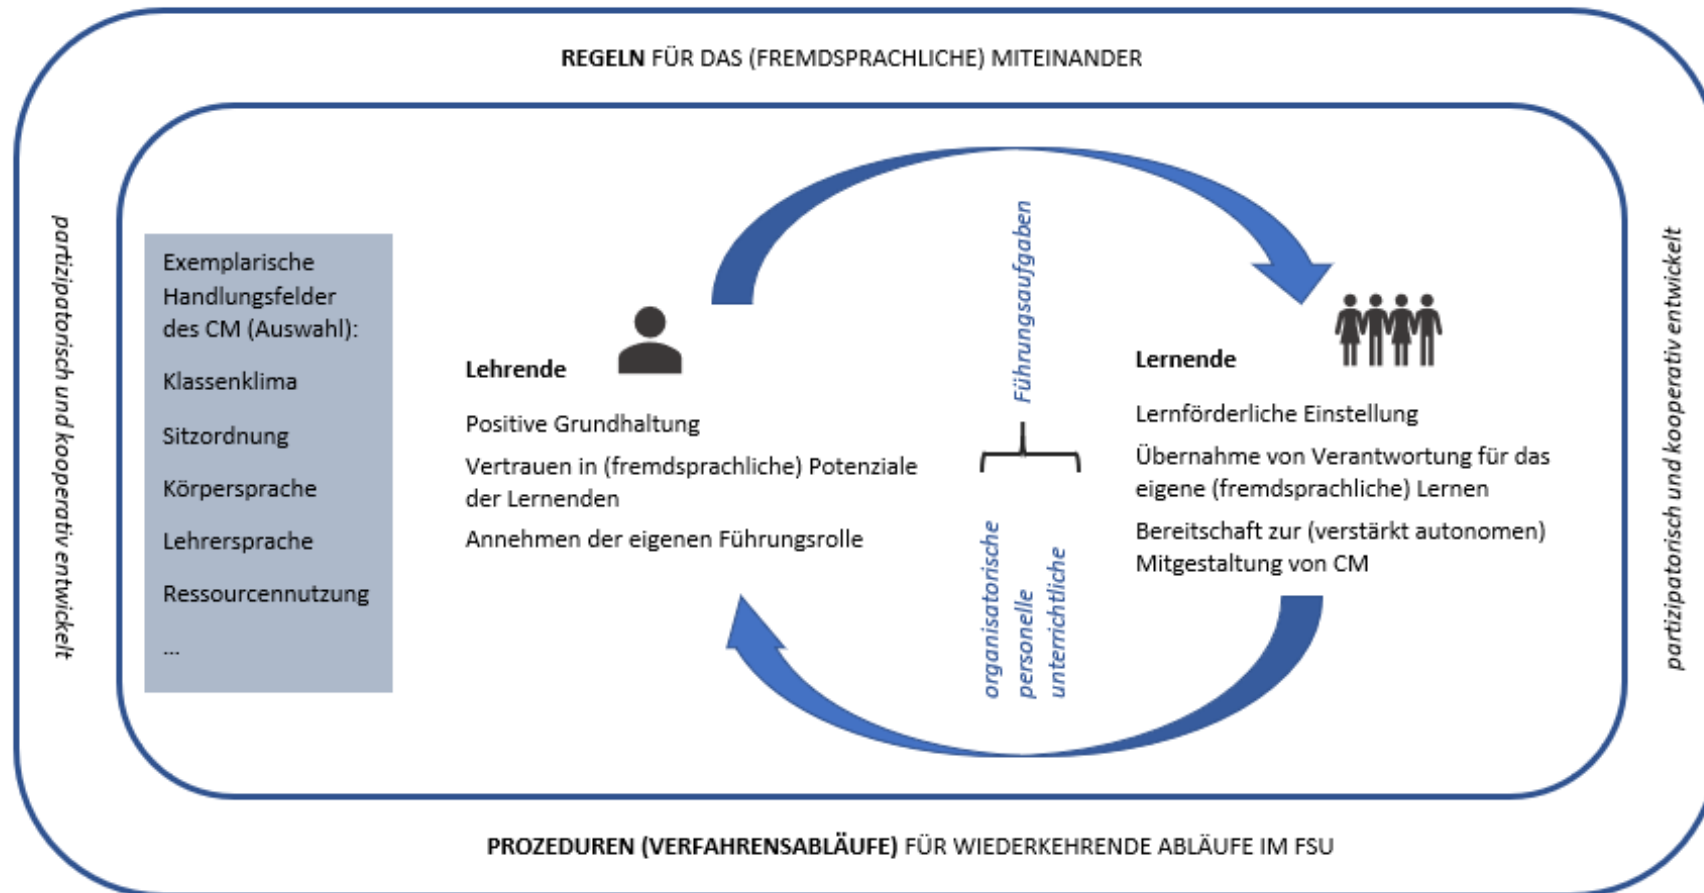 REGELN FÜR DAS (FREMDSPRACHLICHE) MITEINANDER
partizipatorisch und kooperativ entwickelt
Exemplarische
Handlungsfelder
des CM (Auswahl):
Klassenklima
Sitzordnung
Körpersprache
Lehrersprache
Ressourcennutzung
...
Lehrende
Positive Grundhaltung
Vertrauen in (fremdsprachliche) Potenziale
der Lernenden
Annehmen der eigenen Führungsrolle
Führungsaufgaben
organisatorische
personelle
unterrichtliche
Lernende
Lernförderliche Einstellung
Übernahme von Verantwortung für das
eigene (fremdsprachliche) Lernen
Bereitschaft zur (verstärkt autonomen)
Mitgestaltung von CM
partizipatorisch und kooperativ entwickelt
PROZEDUREN (VERFAHRENSABLÄUFE) FÜR WIEDERKEHRENDE ABLÄUFE IM FSU